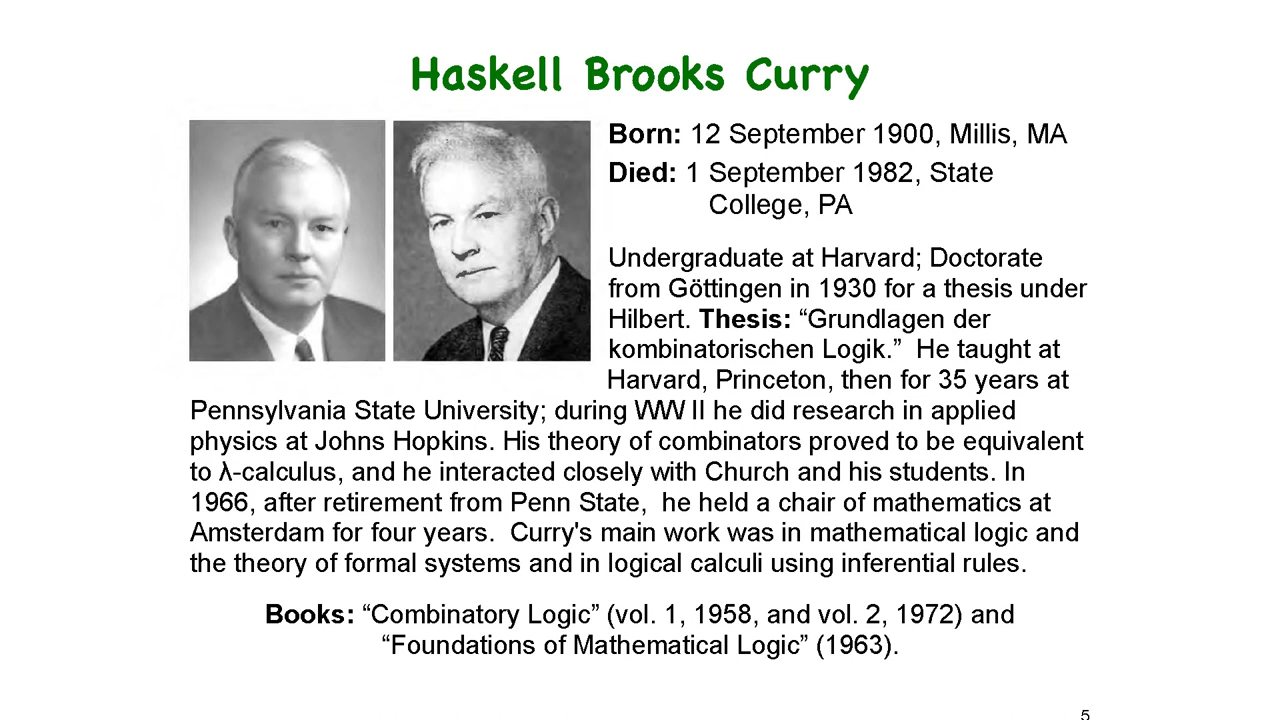 Haskell Brooks Curry
Born: 12 September 1900, Millis, MA
Died: 1 September 1982, State
College, PA
Undergraduate at Harvard; Doctorate
from Göttingen in 1930 for a thesis under
Hilbert. Thesis: “Grundlagen der
kombinatorischen Logik.” He taught at
Harvard, Princeton, then for 35 years at
Pennsylvania State University; during WW II he did research in applied
physics at Johns Hopkins. His theory of combinators proved to be equivalent
to λ-calculus, and he interacted closely with Church and his students. In
1966, after retirement from Penn State, he held a chair of mathematics at
Amsterdam for four years. Curry's main work was in mathematical logic and
the theory of formal systems and in logical calculi using inferential rules.
Books: “Combinatory Logic” (vol. 1, 1958, and vol. 2, 1972) and
“Foundations of Mathematical Logic” (1963).
5